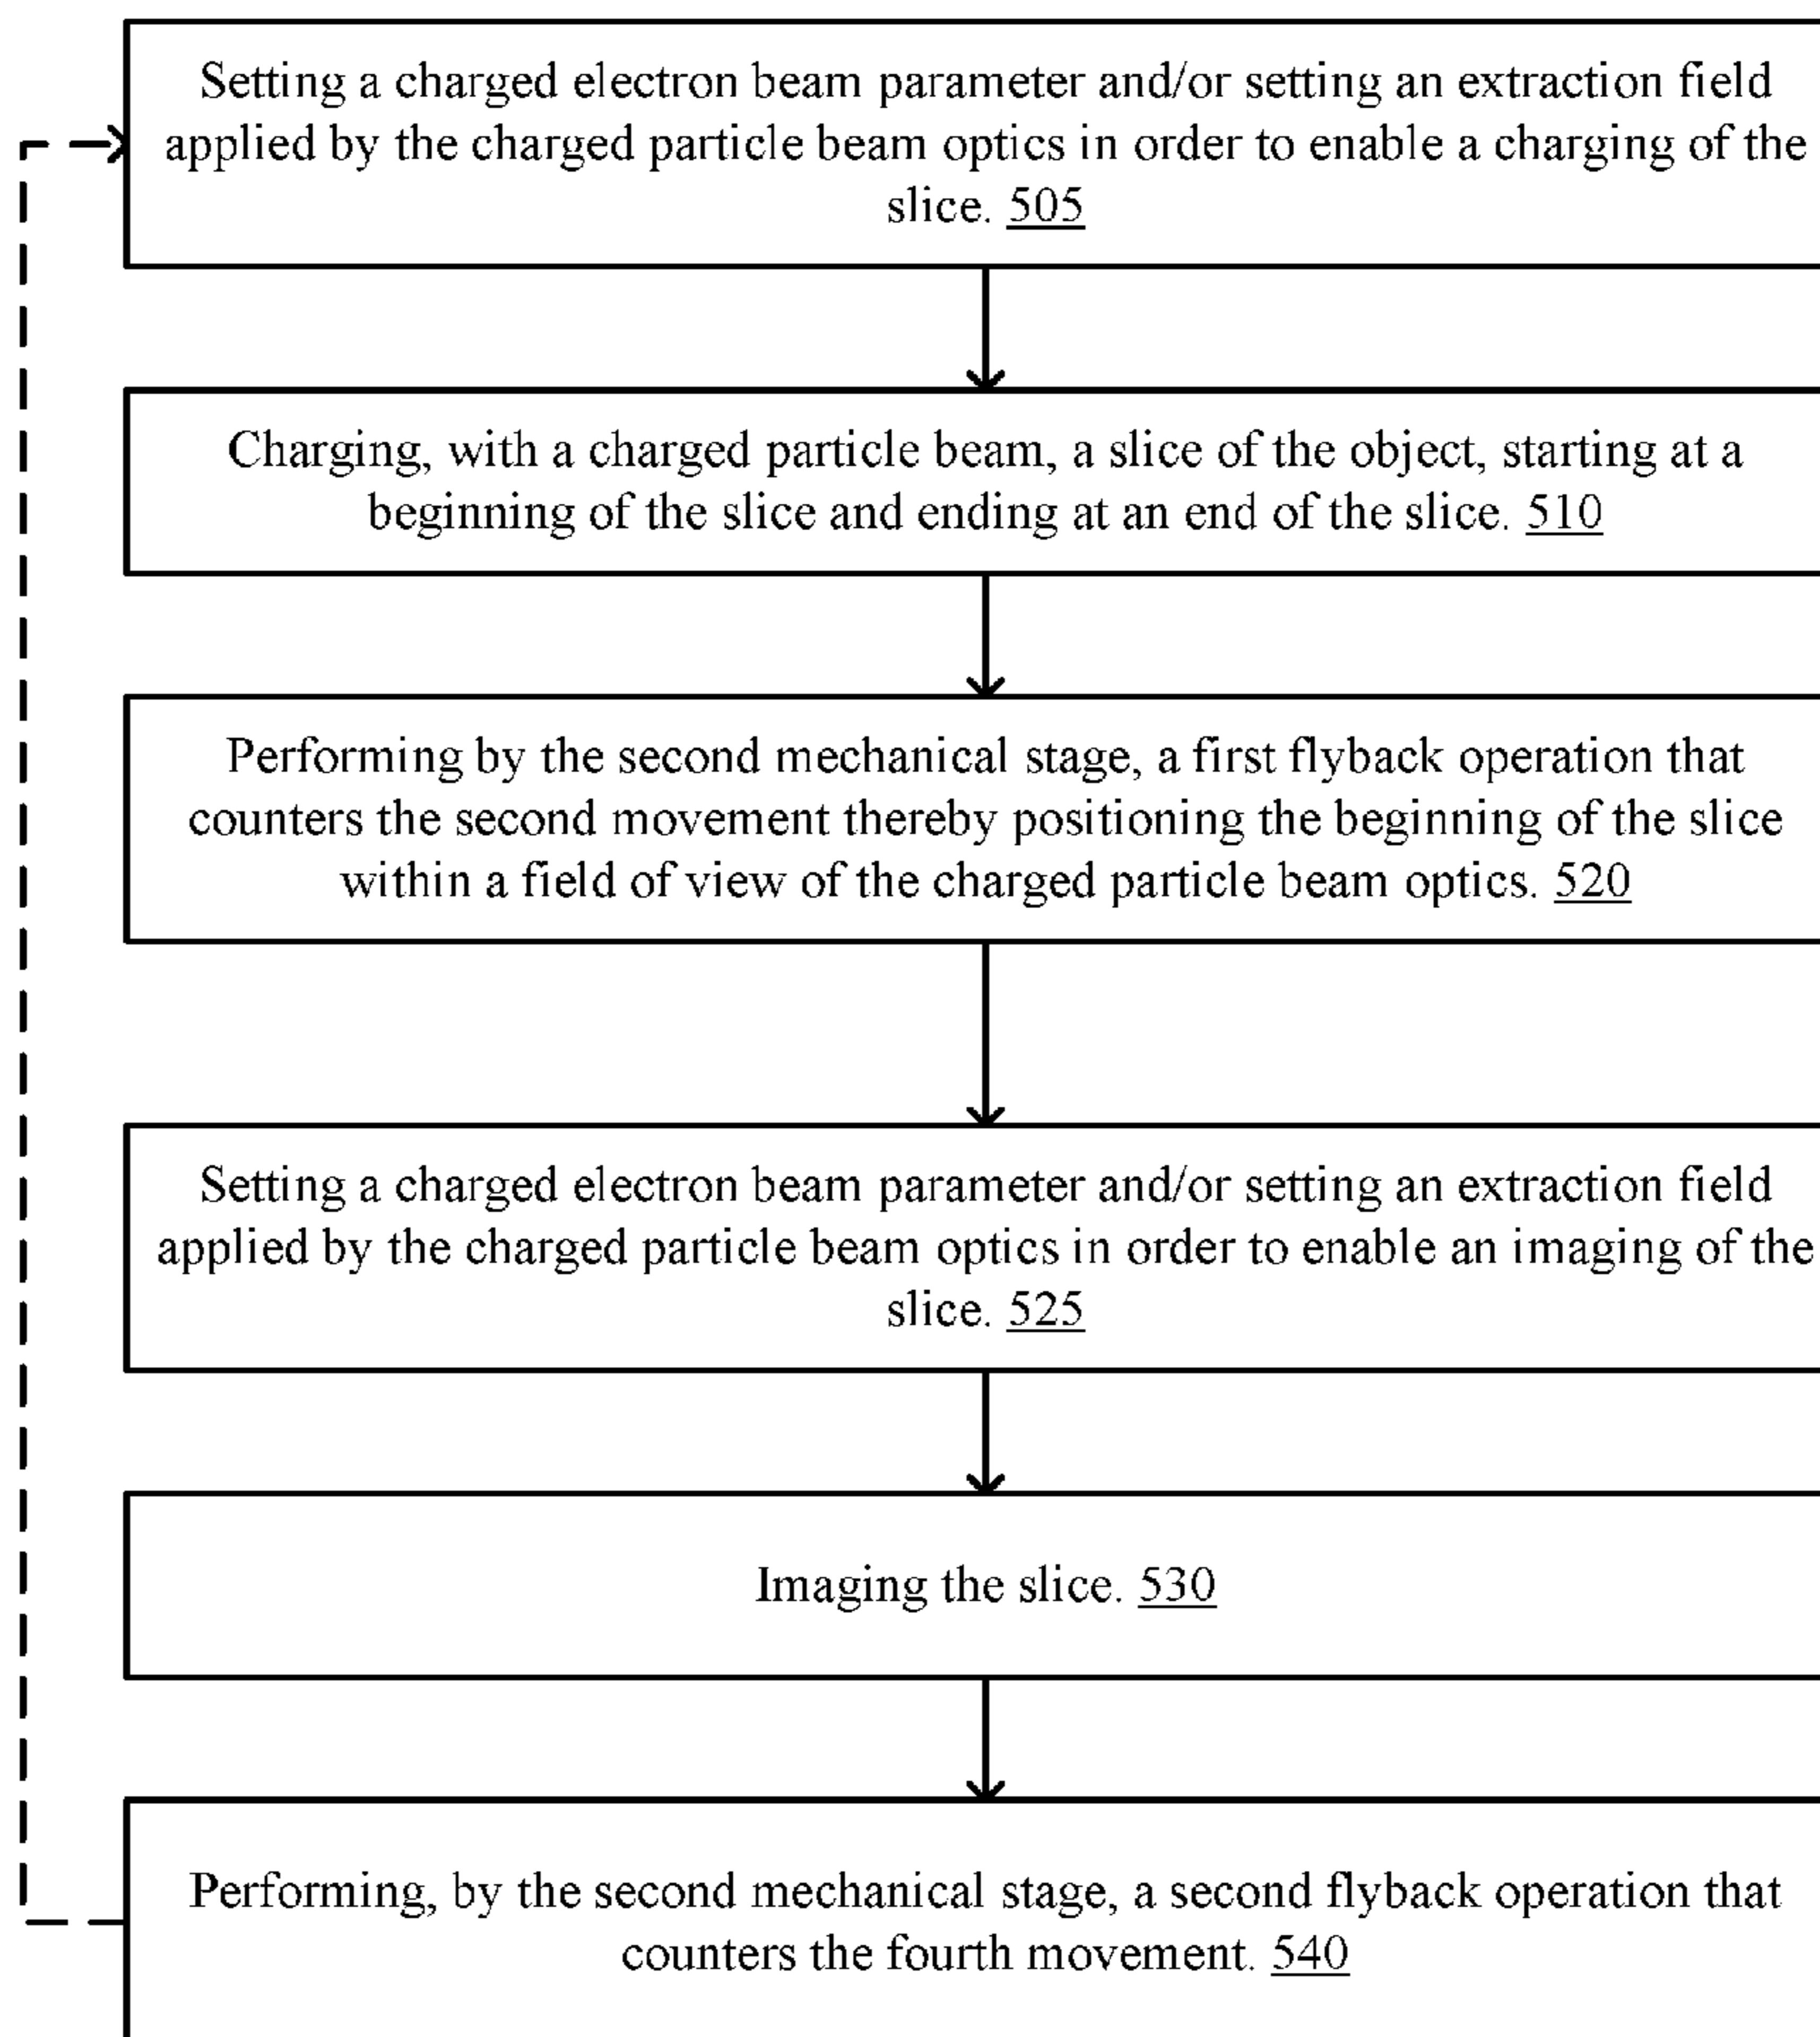 Setting a charged electron beam parameter and/or setting an extraction field
applied by the charged particle beam optics in order to enable a charging of the
slice. 505
Charging, with a charged particle beam, a slice of the object, starting at a
beginning of the slice and ending at an end of the slice. 510
Performing by the second mechanical stage, a first flyback operation that
counters the second movement thereby positioning the beginning of the slice
within a field of view of the charged particle beam optics. 520
Setting a charged electron beam parameter and/or setting an extraction field
applied by the charged particle beam optics in order to enable an imaging of the
slice. 525
Imaging the slice. 530
Performing, by the second mechanical stage, a second flyback operation that
counters the fourth movement. 540